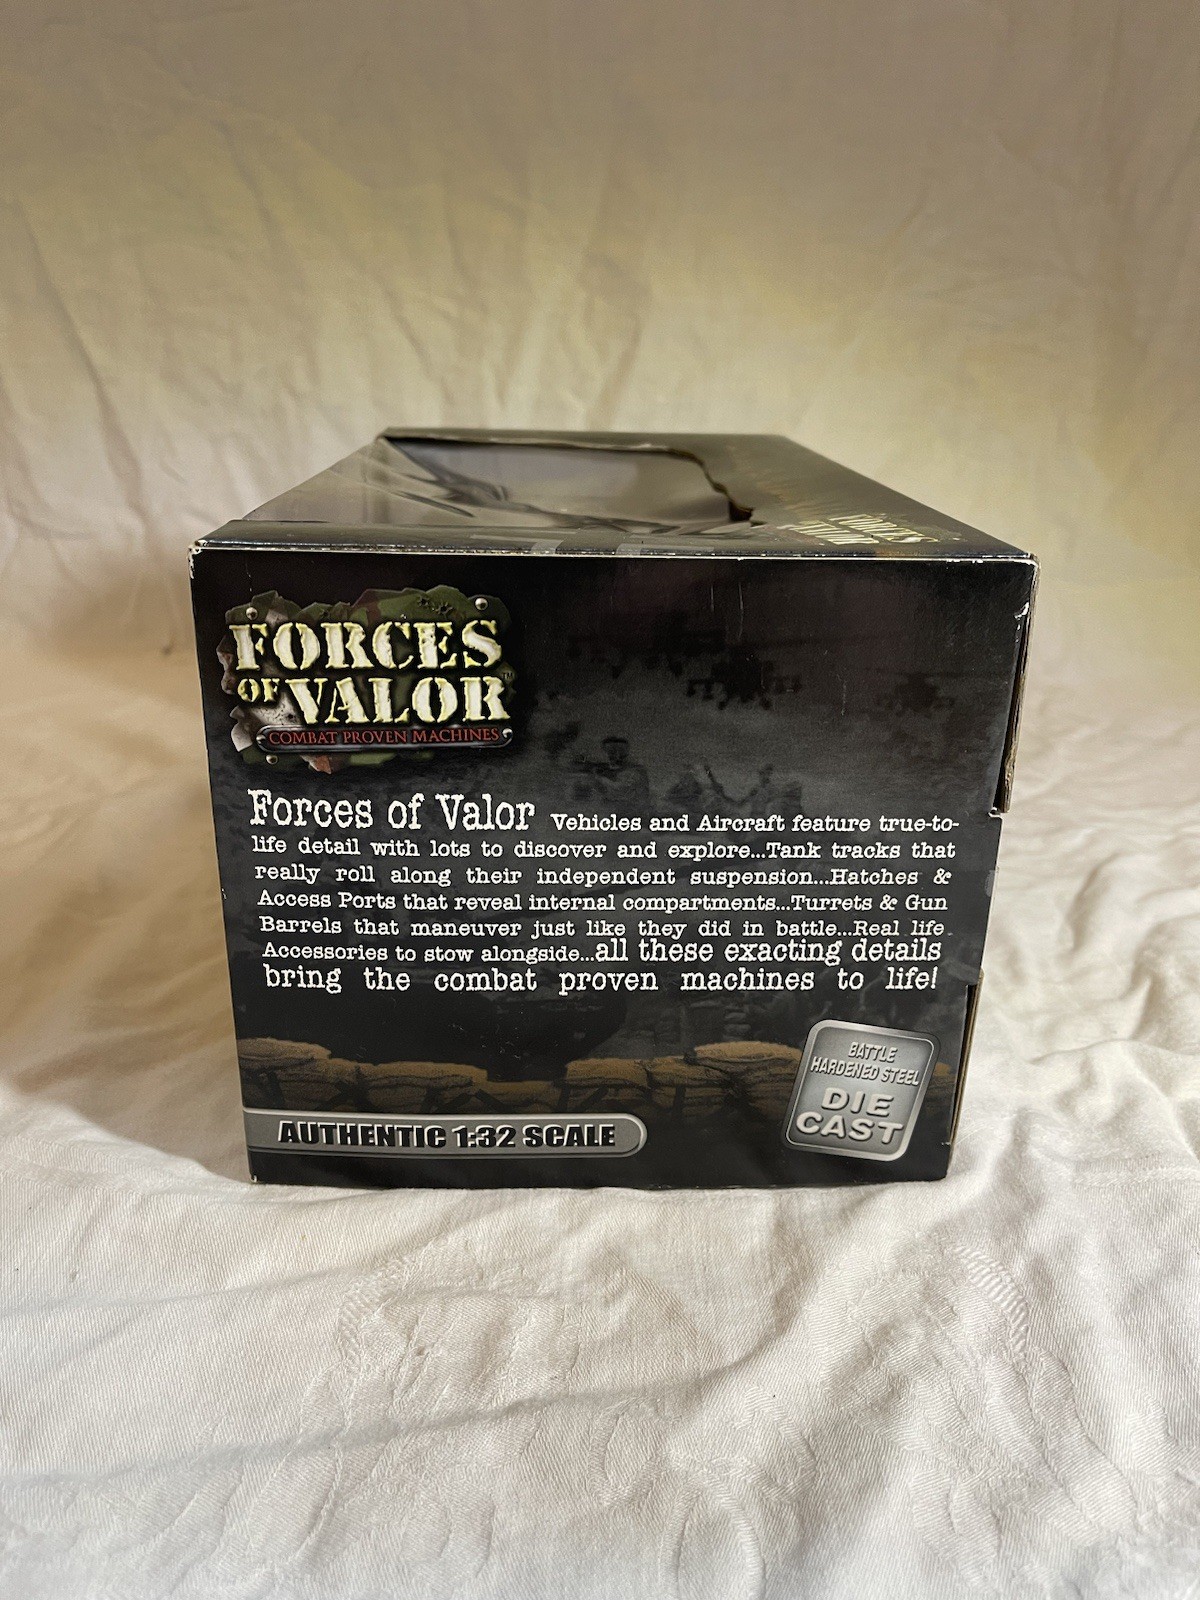 FORCES
VALOR
FORCES
OF VALOR™
COMBAT PROVEN MACHINES
Forces of Valor Vehicles and Aircraft feature true-to-
life detail with lots to discover and explore...Tank tracks that
really roll along their independent suspension...Hatches &
Access Ports that reveal internal compartments...Turrets & Gun
Barrels that maneuver just like they did in battle...Real life
Accessories to stow alongside...all these exacting details
bring the combat proven machines to life!
BATTLE
HARDENED STEEL
DIE
CAST
AUTHENTIC 1:32 SCALE